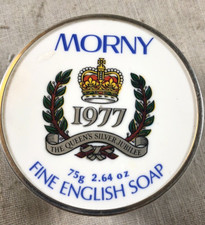 MORNY
1977
THE QUEEN'S SILVER JUBILEE
75g 2.64 oz
FINE ENGLISH SOAP